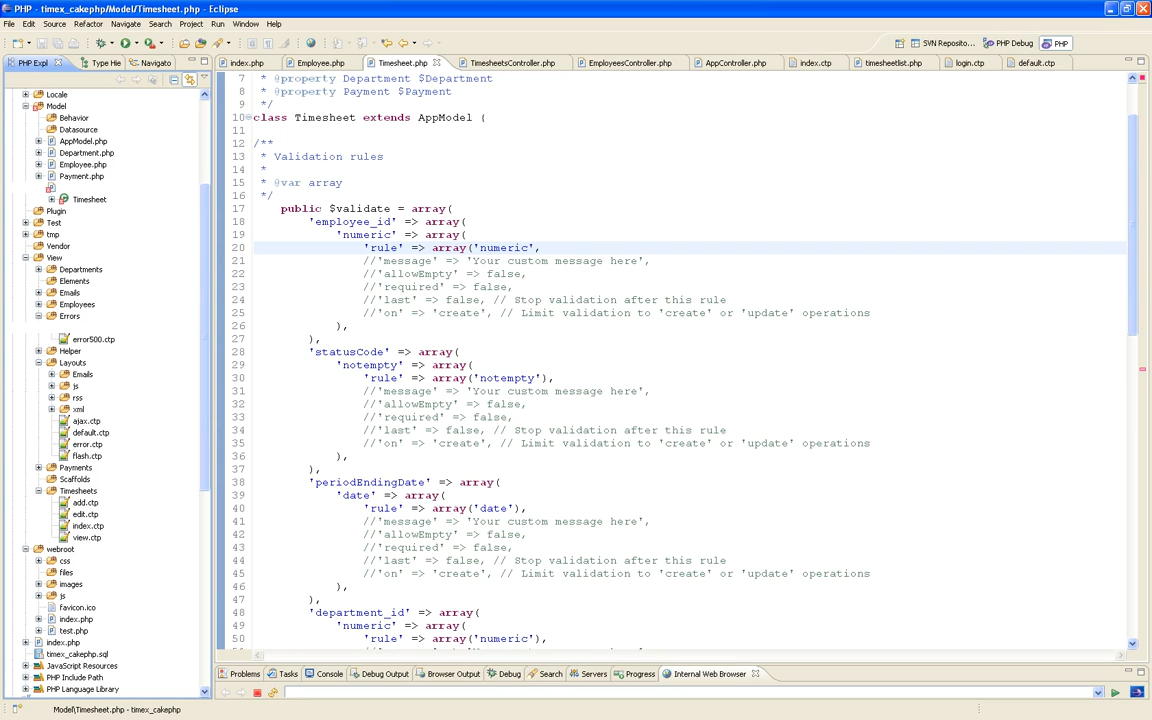 PHP - timex_cakephp/Model/Timesheet.php - Eclipse
File Edit Source Refactor Navigate Search Project Run Window Help
SVN Reposito... PHP Debug PHP
PHP Expl Type Hie Navigato
index.php Employee.php Timesheet.php TimesheetsController.php EmployeesController.php AppController.php index.ctp timesheetlist.php login.ctp default.ctp
Locale
Model
Behavior
Datasource
AppModel.php
Department.php
Employee.php
Payment.php
Timesheet
Plugin
Test
tmp
Vendor
View
Departments
Elements
Emails
Employees
Errors
error500.ctp
Helper
Layouts
Emails
js
rss
xml
ajax.ctp
default.ctp
error.ctp
flash.ctp
Payments
Scaffolds
Timesheets
add.ctp
edit.ctp
index.ctp
view.ctp
webroot
css
files
images
js
favicon.ico
index.php
test.php
index.php
timex_cakephp.sql
JavaScript Resources
PHP Include Path
PHP Language Library
7 * @property Department $Department
8 * @property Payment $Payment
9 */
10 class Timesheet extends AppModel {
11
12 /**
13 * Validation rules
14 *
15 * @var array
16 */
17 public $validate = array(
18 'employee_id' => array(
19 'numeric' => array(
20 'rule' => array('numeric',
21 //'message' => 'Your custom message here',
22 //'allowEmpty' => false,
23 //'required' => false,
24 //'last' => false, // Stop validation after this rule
25 //'on' => 'create', // Limit validation to 'create' or 'update' operations
26 ),
27 ),
28 'statusCode' => array(
29 'notempty' => array(
30 'rule' => array('notempty'),
31 //'message' => 'Your custom message here',
32 //'allowEmpty' => false,
33 //'required' => false,
34 //'last' => false, // Stop validation after this rule
35 //'on' => 'create', // Limit validation to 'create' or 'update' operations
36 ),
37 ),
38 'periodEndingDate' => array(
39 'date' => array(
40 'rule' => array('date'),
41 //'message' => 'Your custom message here',
42 //'allowEmpty' => false,
43 //'required' => false,
44 //'last' => false, // Stop validation after this rule
45 //'on' => 'create', // Limit validation to 'create' or 'update' operations
46 ),
47 ),
48 'department_id' => array(
49 'numeric' => array(
50 'rule' => array('numeric'),
Problems Tasks Console Debug Output Browser Output Debug Search Servers Progress Internal Web Browser
Model\Timesheet.php - timex_cakephp